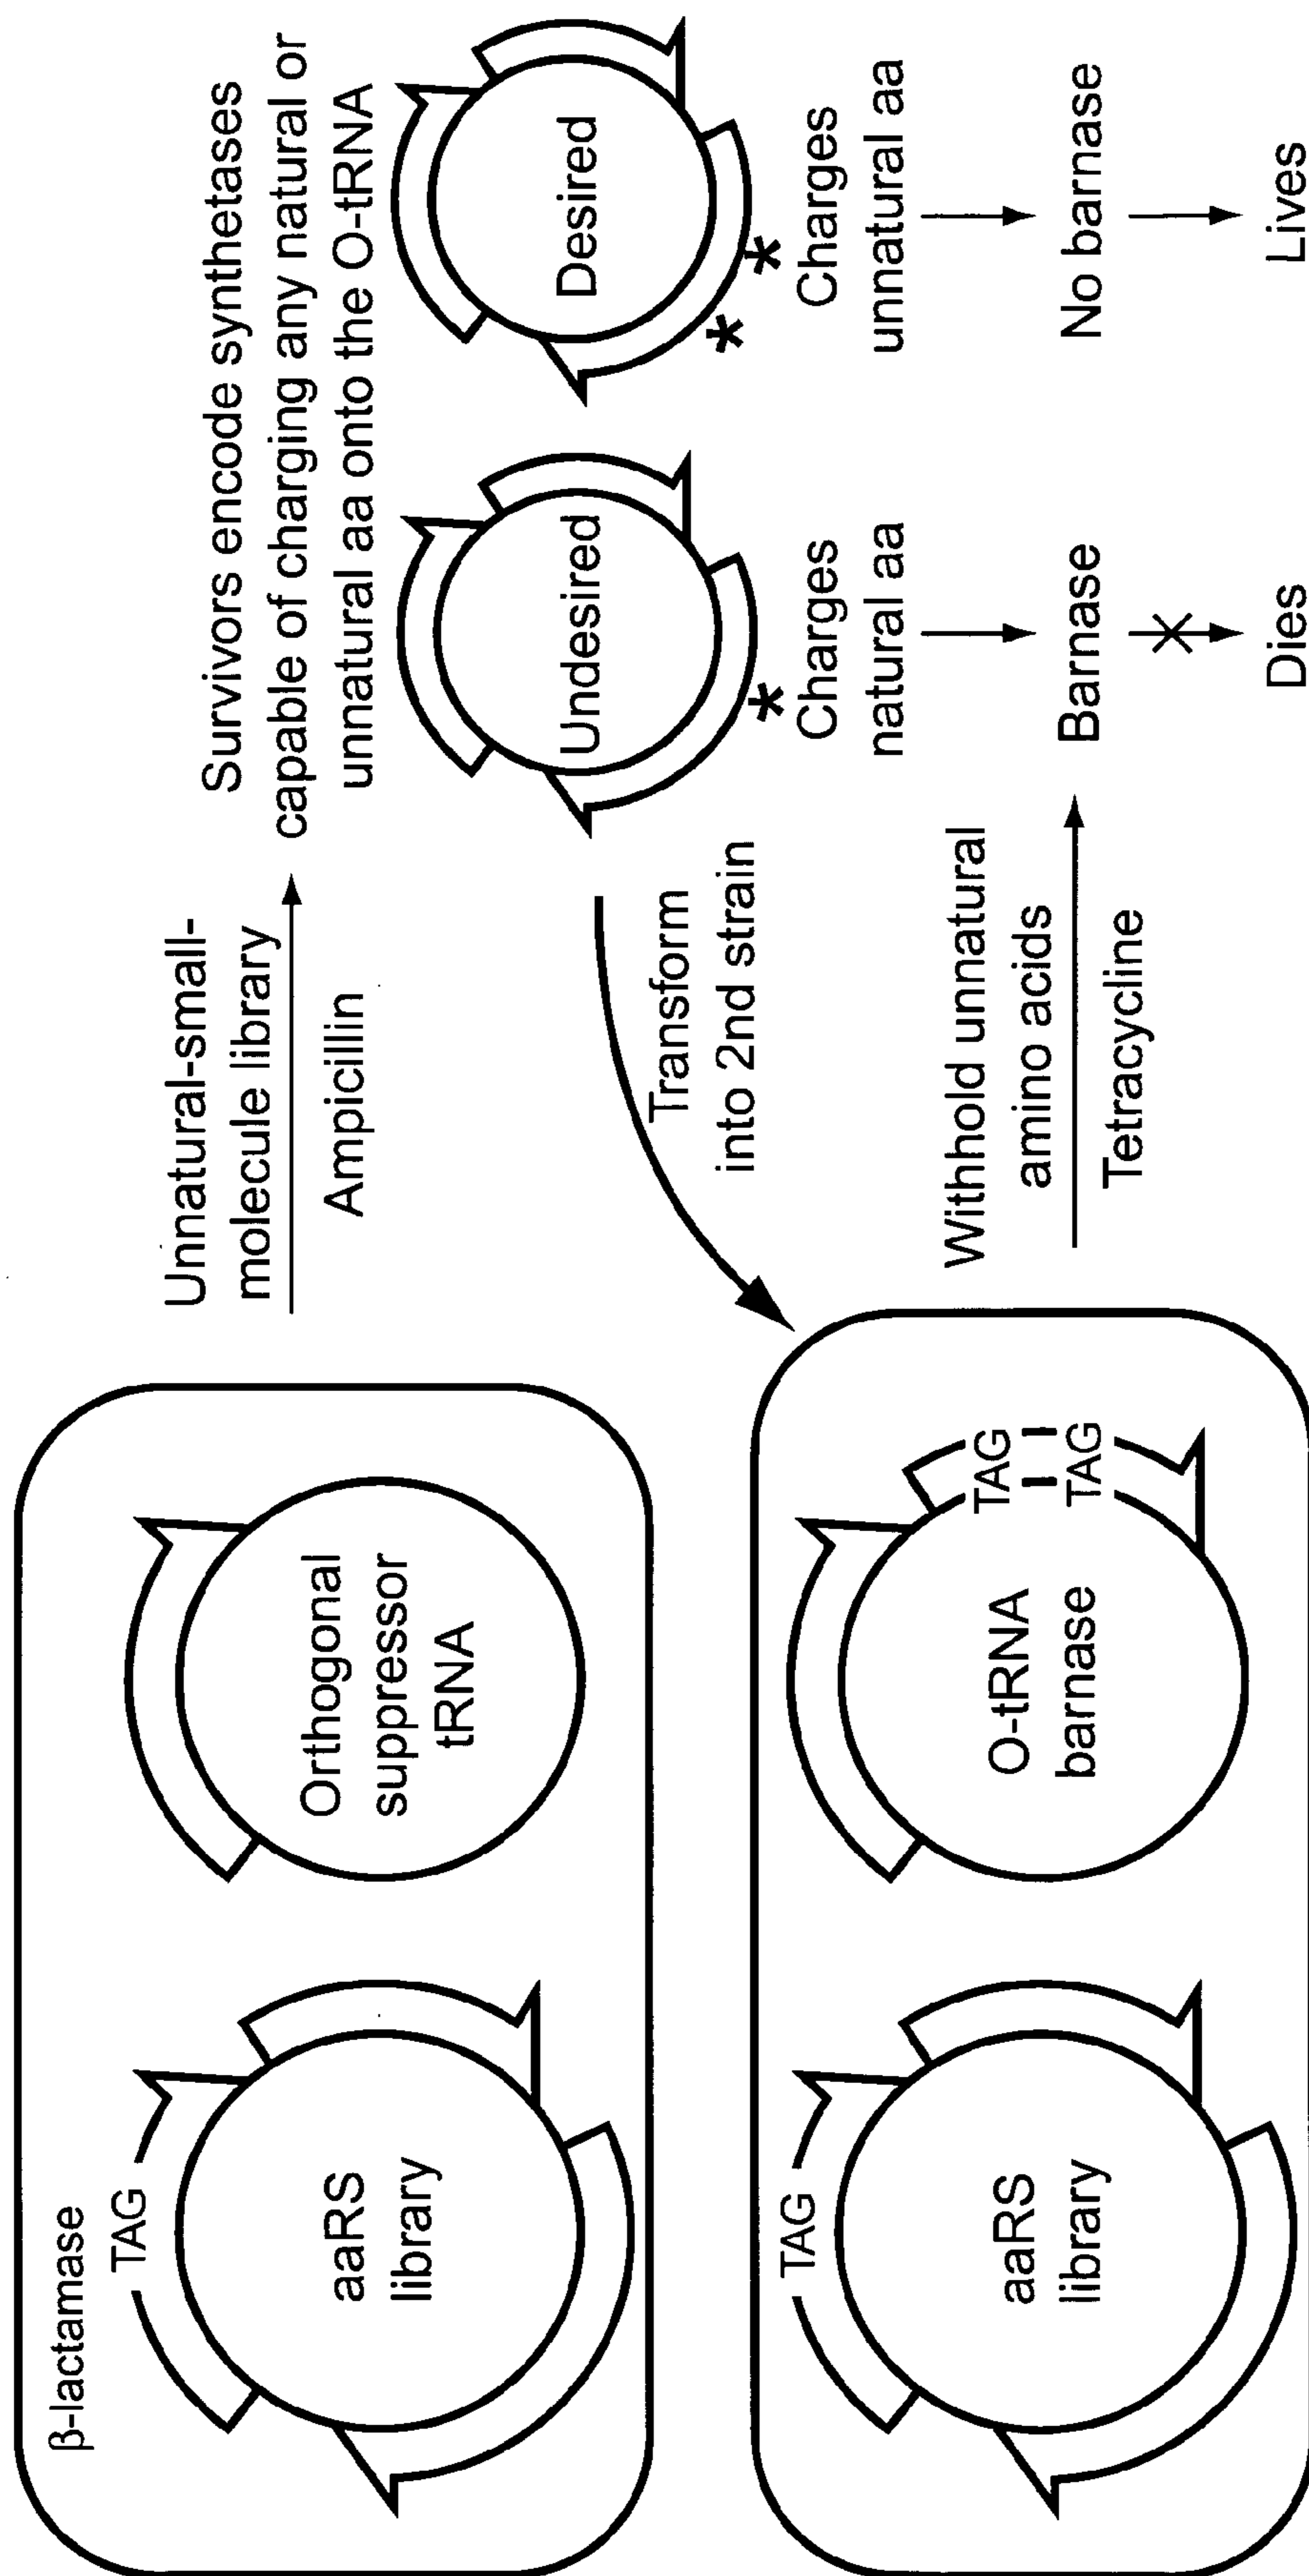 β-lactamase
TAG
aaRS
library
Orthogonal
suppressor
tRNA
Unnatural-small-
molecule library
Ampicillin
Survivors encode synthetases
capable of charging any natural or
unnatural aa onto the O-tRNA
Undesired
Desired
Charges
natural aa
Charges
unnatural aa
Transform
into 2nd strain
TAG
aaRS
library
O-tRNA
barnase
TAG
TAG
Withhold unnatural
amino acids
Tetracycline
Barnase
No barnase
Dies
Lives